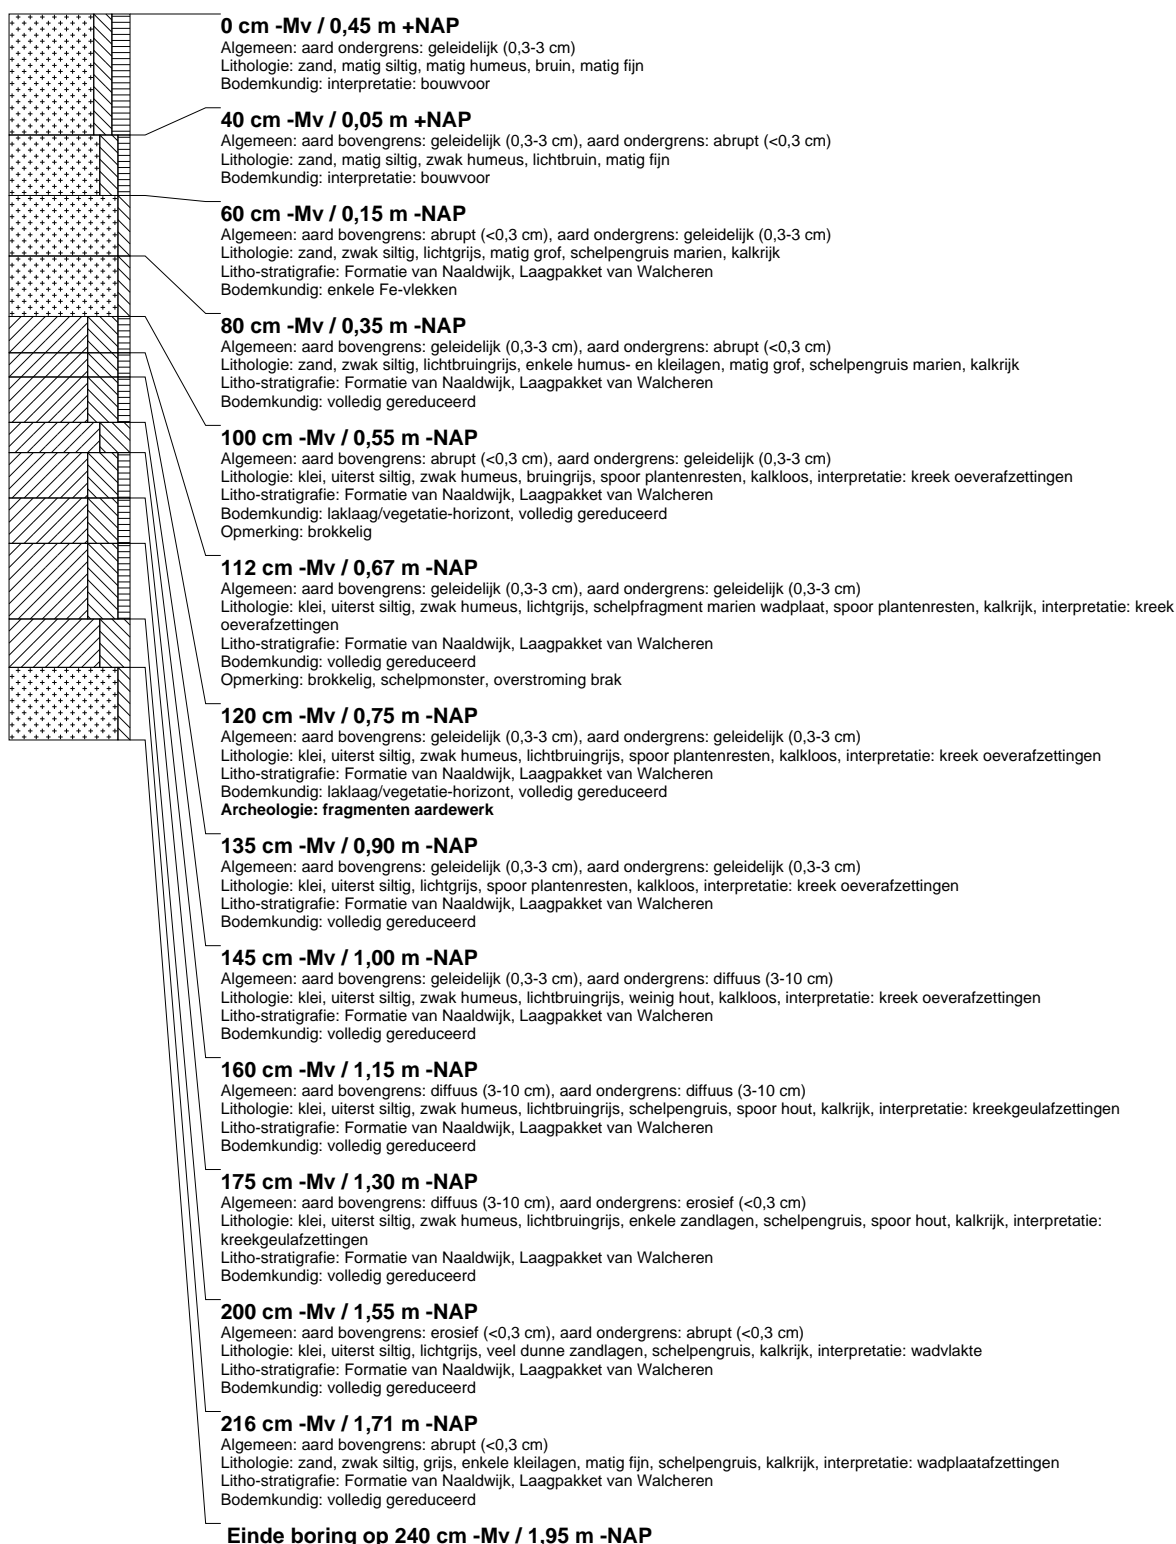 0 cm -Mv / 0,45 m +NAP
Algemeen: aard ondergrens: geleidelijk (0,3-3 cm)
Lithologie: zand, matig siltig, matig humeus, bruin, matig fijn
Bodemkundig: interpretatie: bouwvoor
40 cm -Mv / 0,05 m +NAP
Algemeen: aard bovengrens: geleidelijk (0,3-3 cm), aard ondergrens: abrupt (<0,3 cm)
Lithologie: zand, matig siltig, zwak humeus, lichtbruin, matig fijn
Bodemkundig: interpretatie: bouwvoor
60 cm -Mv / 0,15 m -NAP
Algemeen: aard bovengrens: abrupt (<0,3 cm), aard ondergrens: geleidelijk (0,3-3 cm)
Lithologie: zand, zwak siltig, lichtgrijs, matig grof, schelpengruis marien, kalkrijk
Litho-stratigrafie: Formatie van Naaldwijk, Laagpakket van Walcheren
Bodemkundig: enkele Fe-vlekken
80 cm -Mv / 0,35 m -NAP
Algemeen: aard bovengrens: geleidelijk (0,3-3 cm), aard ondergrens: abrupt (<0,3 cm)
Lithologie: zand, zwak siltig, lichtbruingrijs, enkele humus- en kleilagen, matig grof, schelpengruis marien, kalkrijk
Litho-stratigrafie: Formatie van Naaldwijk, Laagpakket van Walcheren
Bodemkundig: volledig gereduceerd
100 cm -Mv / 0,55 m -NAP
Algemeen: aard bovengrens: abrupt (<0,3 cm), aard ondergrens: geleidelijk (0,3-3 cm)
Lithologie: klei, uiterst siltig, zwak humeus, bruingrijs, spoor plantenresten, kalkloos, interpretatie: kreek oeverafzettingen
Litho-stratigrafie: Formatie van Naaldwijk, Laagpakket van Walcheren
Bodemkundig: laklaag/vegetatie-horizont, volledig gereduceerd
Opmerking: brokkelig
112 cm -Mv / 0,67 m -NAP
Algemeen: aard bovengrens: geleidelijk (0,3-3 cm), aard ondergrens: geleidelijk (0,3-3 cm)
Lithologie: klei, uiterst siltig, zwak humeus, lichtgrijs, schelpfragment marien wadplaat, spoor plantenresten, kalkrijk, interpretatie: kreek
oeverafzettingen
Litho-stratigrafie: Formatie van Naaldwijk, Laagpakket van Walcheren
Bodemkundig: volledig gereduceerd
Opmerking: brokkelig, schelpmonster, overstroming brak
120 cm -Mv / 0,75 m -NAP
Algemeen: aard bovengrens: geleidelijk (0,3-3 cm), aard ondergrens: geleidelijk (0,3-3 cm)
Lithologie: klei, uiterst siltig, zwak humeus, lichtbruingrijs, spoor plantenresten, kalkloos, interpretatie: kreek oeverafzettingen
Litho-stratigrafie: Formatie van Naaldwijk, Laagpakket van Walcheren
Bodemkundig: laklaag/vegetatie-horizont, volledig gereduceerd
Archeologie: fragmenten aardewerk
135 cm -Mv / 0,90 m -NAP
Algemeen: aard bovengrens: geleidelijk (0,3-3 cm), aard ondergrens: geleidelijk (0,3-3 cm)
Lithologie: klei, uiterst siltig, lichtgrijs, spoor plantenresten, kalkloos, interpretatie: kreek oeverafzettingen
Litho-stratigrafie: Formatie van Naaldwijk, Laagpakket van Walcheren
Bodemkundig: volledig gereduceerd
145 cm -Mv / 1,00 m -NAP
Algemeen: aard bovengrens: geleidelijk (0,3-3 cm), aard ondergrens: diffuus (3-10 cm)
Lithologie: klei, uiterst siltig, zwak humeus, lichtbruingrijs, weinig hout, kalkloos, interpretatie: kreek oeverafzettingen
Litho-stratigrafie: Formatie van Naaldwijk, Laagpakket van Walcheren
Bodemkundig: volledig gereduceerd
160 cm -Mv / 1,15 m -NAP
Algemeen: aard bovengrens: diffuus (3-10 cm), aard ondergrens: diffuus (3-10 cm)
Lithologie: klei, uiterst siltig, zwak humeus, lichtbruingrijs, schelpengruis, spoor hout, kalkrijk, interpretatie: kreekgeulafzettingen
Litho-stratigrafie: Formatie van Naaldwijk, Laagpakket van Walcheren
Bodemkundig: volledig gereduceerd
175 cm -Mv / 1,30 m -NAP
Algemeen: aard bovengrens: diffuus (3-10 cm), aard ondergrens: erosief (<0,3 cm)
Lithologie: klei, uiterst siltig, zwak humeus, lichtbruingrijs, enkele zandlagen, schelpengruis, spoor hout, kalkrijk, interpretatie:
kreekgeulafzettingen
Litho-stratigrafie: Formatie van Naaldwijk, Laagpakket van Walcheren
Bodemkundig: volledig gereduceerd
200 cm -Mv / 1,55 m -NAP
Algemeen: aard bovengrens: erosief (<0,3 cm), aard ondergrens: abrupt (<0,3 cm)
Lithologie: klei, uiterst siltig, lichtgrijs, veel dunne zandlagen, schelpengruis, kalkrijk, interpretatie: wadvlakte
Litho-stratigrafie: Formatie van Naaldwijk, Laagpakket van Walcheren
Bodemkundig: volledig gereduceerd
216 cm -Mv / 1,71 m -NAP
Algemeen: aard bovengrens: abrupt (<0,3 cm)
Lithologie: zand, zwak siltig, grijs, enkele kleilagen, matig fijn, schelpengruis, kalkrijk, interpretatie: wadplaatafzettingen
Litho-stratigrafie: Formatie van Naaldwijk, Laagpakket van Walcheren
Bodemkundig: volledig gereduceerd
Einde boring op 240 cm -Mv / 1,95 m -NAP